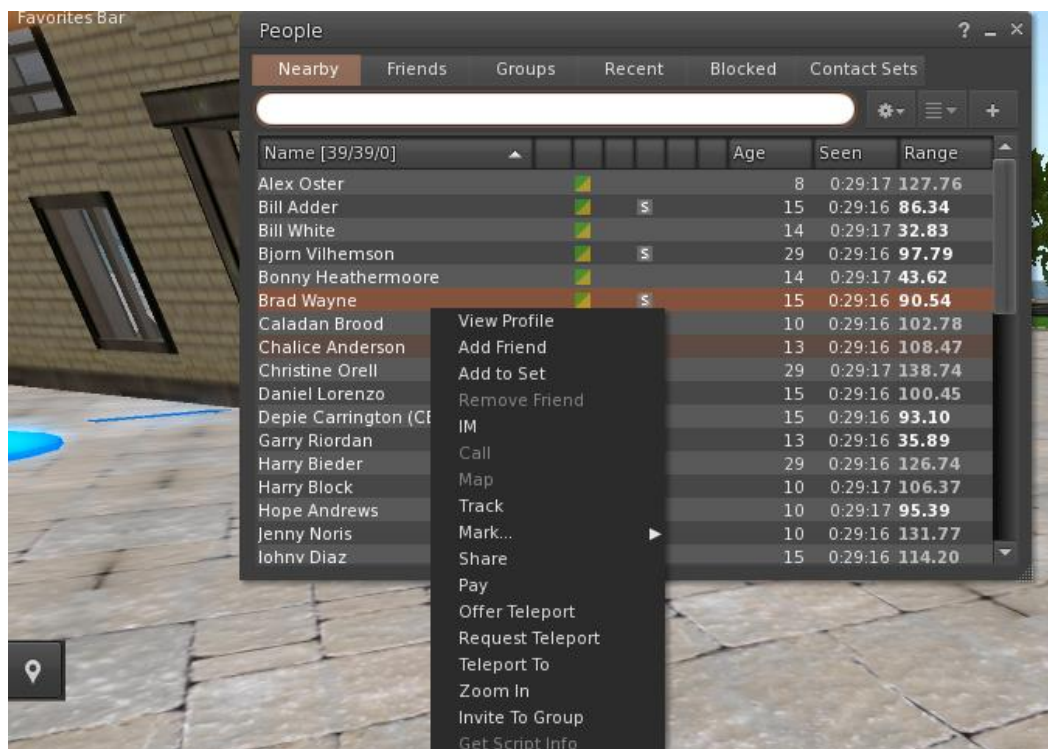 Favorites Bar
People ? _ ×
Nearby Friends Groups Recent Blocked Contact Sets
Name [39/39/0] Age Seen Range
Alex Oster 8 0:29:17 127.76
Bill Adder S 15 0:29:16 86.34
Bill White 14 0:29:17 32.83
Bjorn Vilhemson S 29 0:29:16 97.79
Bonny Heathermoore 14 0:29:17 43.62
Brad Wayne S 15 0:29:16 90.54
Caladan Brood 10 0:29:16 102.78
Chalice Anderson 13 0:29:16 108.47
Christine Orell 29 0:29:17 138.74
Daniel Lorenzo 15 0:29:16 100.45
Depie Carrington (CE 15 0:29:16 93.10
Garry Riordan 13 0:29:16 35.89
Harry Bieder 29 0:29:16 126.74
Harry Block 10 0:29:17 106.37
Hope Andrews 10 0:29:17 95.39
Jenny Noris 10 0:29:16 131.77
Johny Diaz 15 0:29:16 114.20
View Profile
Add Friend
Add to Set
Remove Friend
IM
Call
Map
Track
Mark...
Share
Pay
Offer Teleport
Request Teleport
Teleport To
Zoom In
Invite To Group
Get Script Info